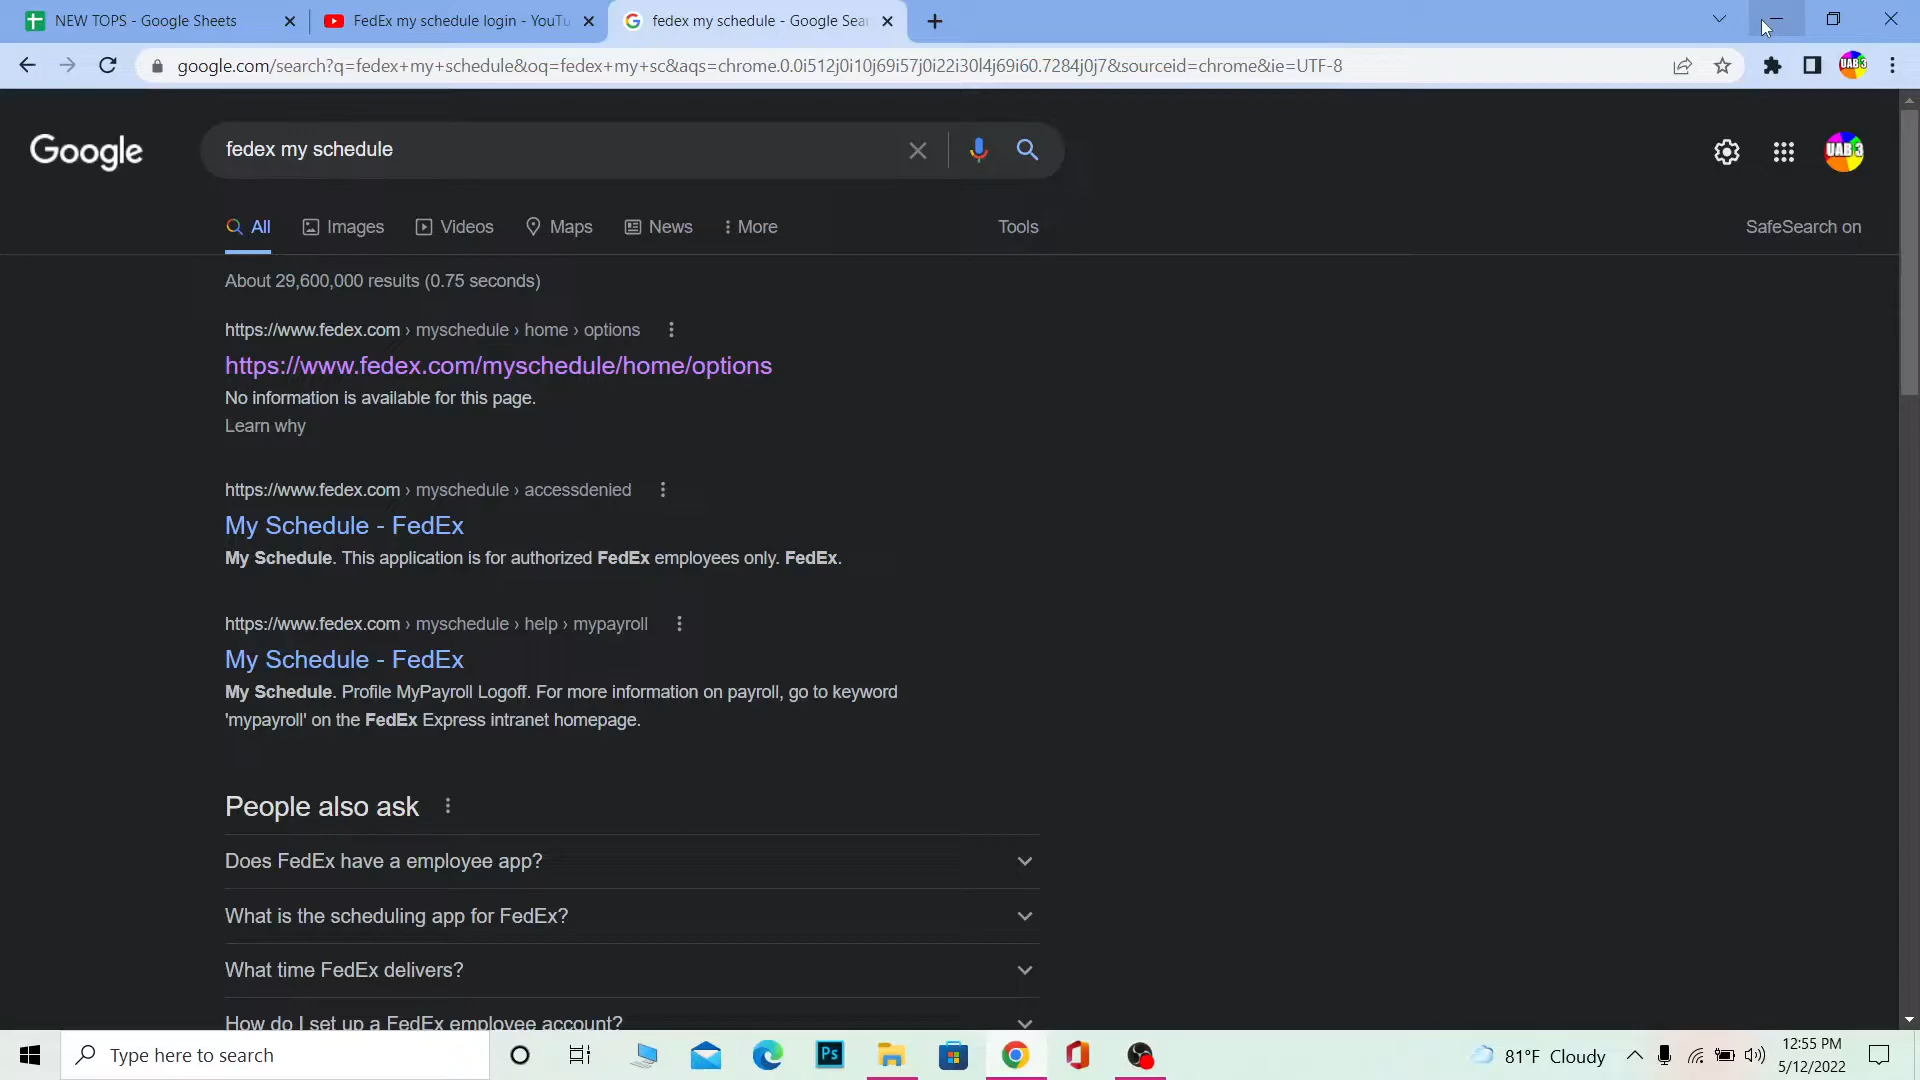 NEW TOPS - Google Sheets
FedEx my schedule login - YouTu
fedex my schedule - Google Sea
google.com/search?q=fedex+my+schedule&oq=fedex+my+sc&aqs=chrome.0.0i512j0i10j69i57j0i22i30l4j69i60.7284j0j7&sourceid=chrome&ie=UTF-8
UAB 3
Google
fedex my schedule
UAB 3
All
Images
Videos
Maps
News
More
Tools
SafeSearch on
About 29,600,000 results (0.75 seconds)
https://www.fedex.com › myschedule › home › options
https://www.fedex.com/myschedule/home/options
No information is available for this page.
Learn why
https://www.fedex.com › myschedule › accessdenied
My Schedule - FedEx
My Schedule. This application is for authorized FedEx employees only. FedEx.
https://www.fedex.com › myschedule › help › mypayroll
My Schedule - FedEx
My Schedule. Profile MyPayroll Logoff. For more information on payroll, go to keyword
'mypayroll' on the FedEx Express intranet homepage.
People also ask
Does FedEx have a employee app?
What is the scheduling app for FedEx?
What time FedEx delivers?
How do I set up a FedEx employee account?
Type here to search
Ps
81°F Cloudy
12:55 PM
5/12/2022